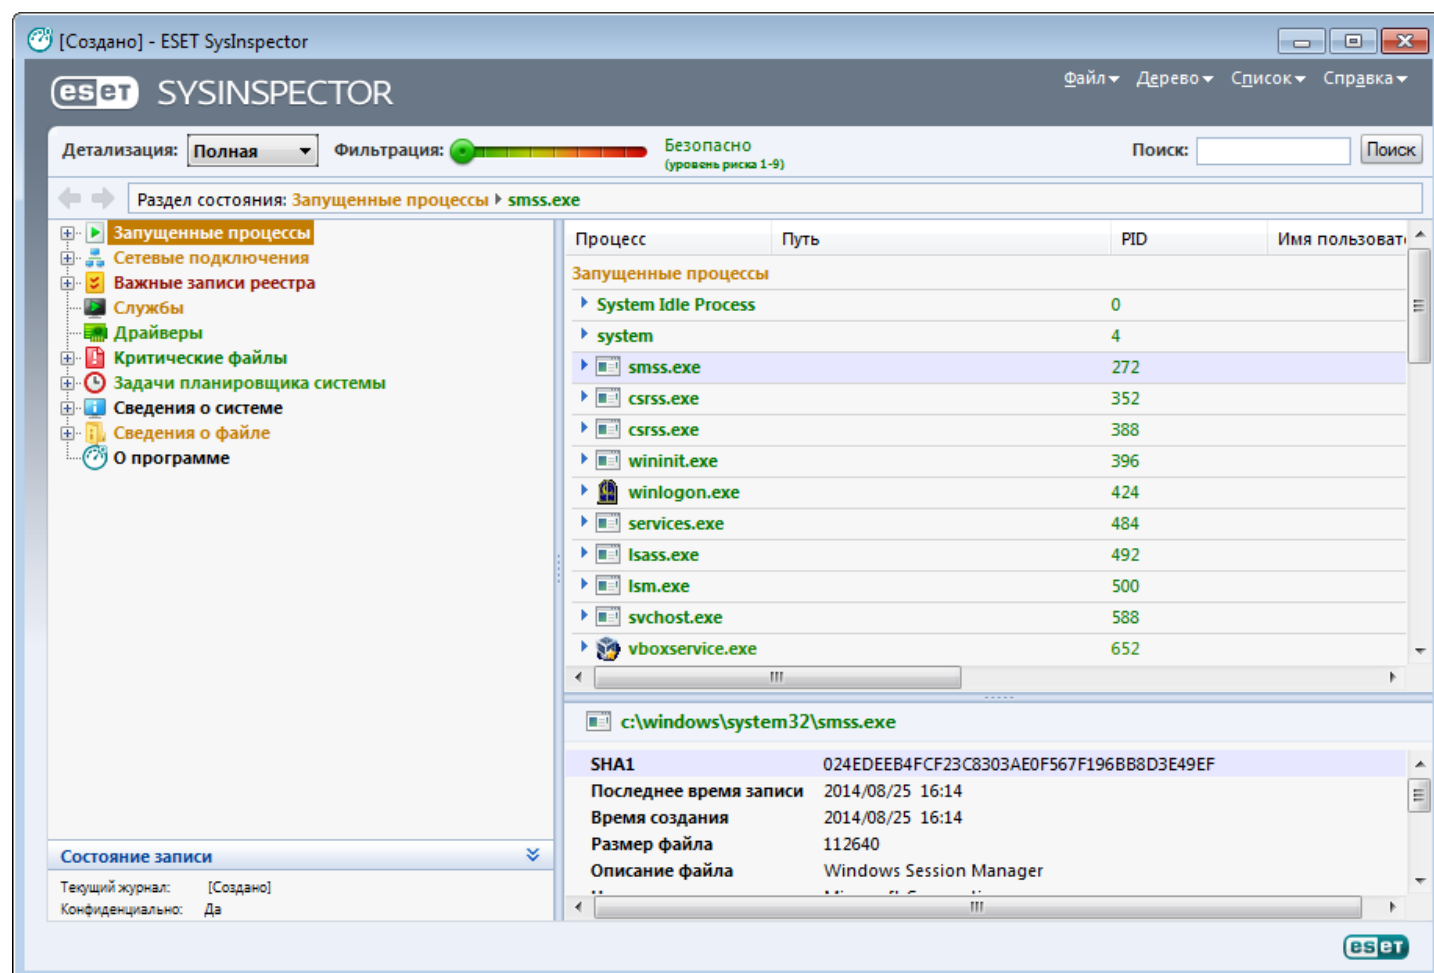 [Создано] - ESET SysInspector
eset SYSINSPECTOR
Файл Дерево Список Справка
Детализация: Полная Фильтрация: Безопасно (уровень риска 1-9) Поиск: Поиск
Раздел состояния: Запущенные процессы smss.exe
Запущенные процессы
Сетевые подключения
Важные записи реестра
Службы
Драйверы
Критические файлы
Задачи планировщика системы
Сведения о системе
Сведения о файле
О программе
Состояние записи
Текущий журнал: [Создано]
Конфиденциально: Да
Процесс Путь PID Имя пользоват
Запущенные процессы
System Idle Process 0
system 4
smss.exe 272
csrss.exe 352
csrss.exe 388
wininit.exe 396
winlogon.exe 424
services.exe 484
lsass.exe 492
lsm.exe 500
svchost.exe 588
vboxservice.exe 652
c:\windows\system32\smss.exe
SHA1 024EDEEB4FCF23C8303AE0F567F196BB8D3E49EF
Последнее время записи 2014/08/25 16:14
Время создания 2014/08/25 16:14
Размер файла 112640
Описание файла Windows Session Manager
eset